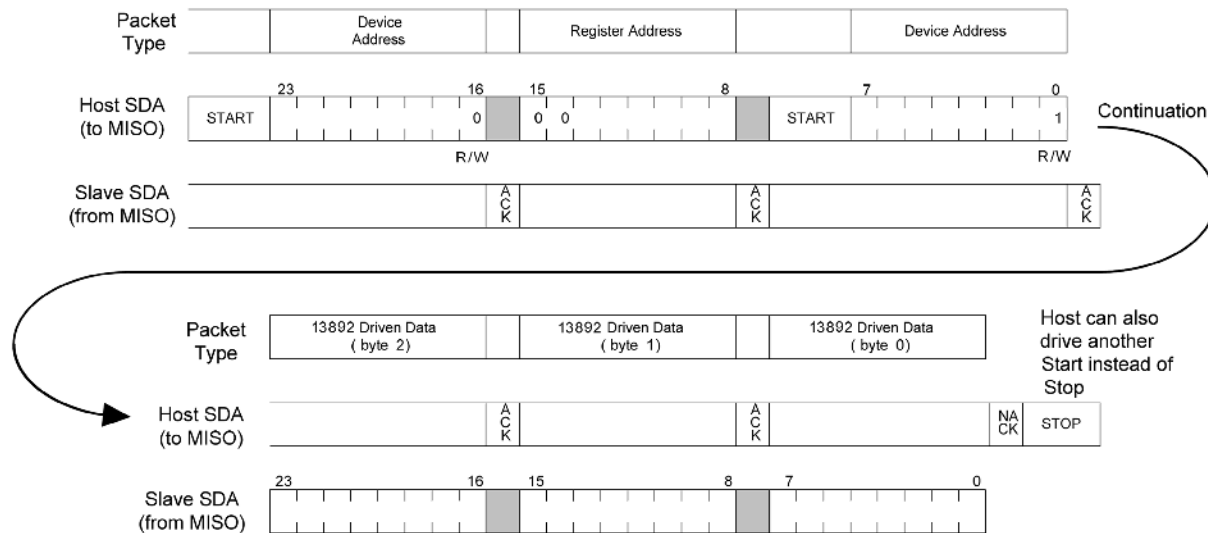 Packet
Type
Device
Address
Register Address
Device Address
23 16 15 8 7 0
Host SDA
(to MISO)
START 0 0 0 START 1
Continuation
R/W R/W
Slave SDA
(from MISO)
ACK ACK ACK
Packet
Type
13892 Driven Data
( byte 2)
13892 Driven Data
( byte 1)
13892 Driven Data
( byte 0)
Host can also
drive another
Start instead of
Stop
Host SDA
(to MISO)
ACK ACK NACK STOP
23 16 15 8 7 0
Slave SDA
(from MISO)